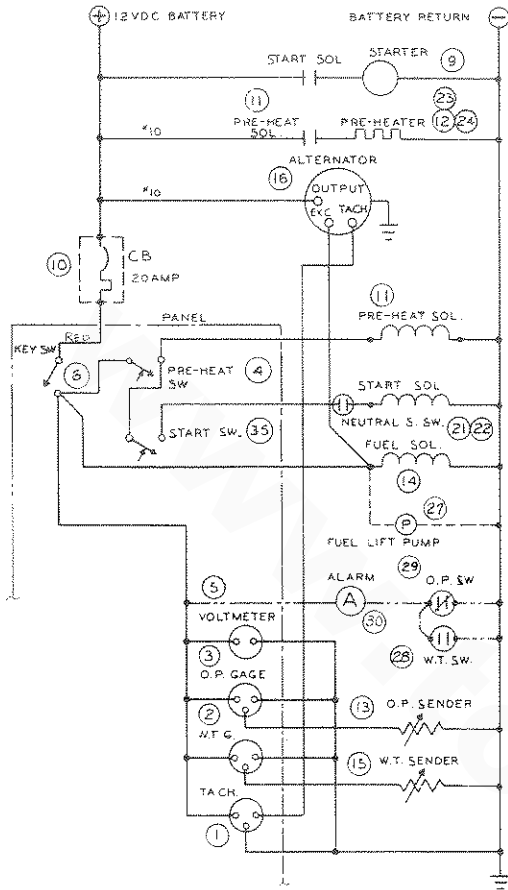 + 12VDC BATTERY
BATTERY RETURN −
START SOL
STARTER
9
11
23
PRE-HEAT
SOL.
PRE-HEATER
12
24
#10
ALTERNATOR
16
OUTPUT
EXC
TACH
#10
10
CB
20 AMP
PANEL
11
PRE-HEAT SOL.
RED
KEY SW
6
PRE-HEAT
SW
4
START SOL
NEUTRAL S. SW.
21
22
START SW.
35
FUEL SOL.
14
27
P
FUEL LIFT PUMP
29
5
ALARM
O.P. SW
A
30
VOLTMETER
3
28
W.T. SW.
O.P. GAGE
2
13
O.P. SENDER
W.T. G.
15
W.T. SENDER
TACH.
1